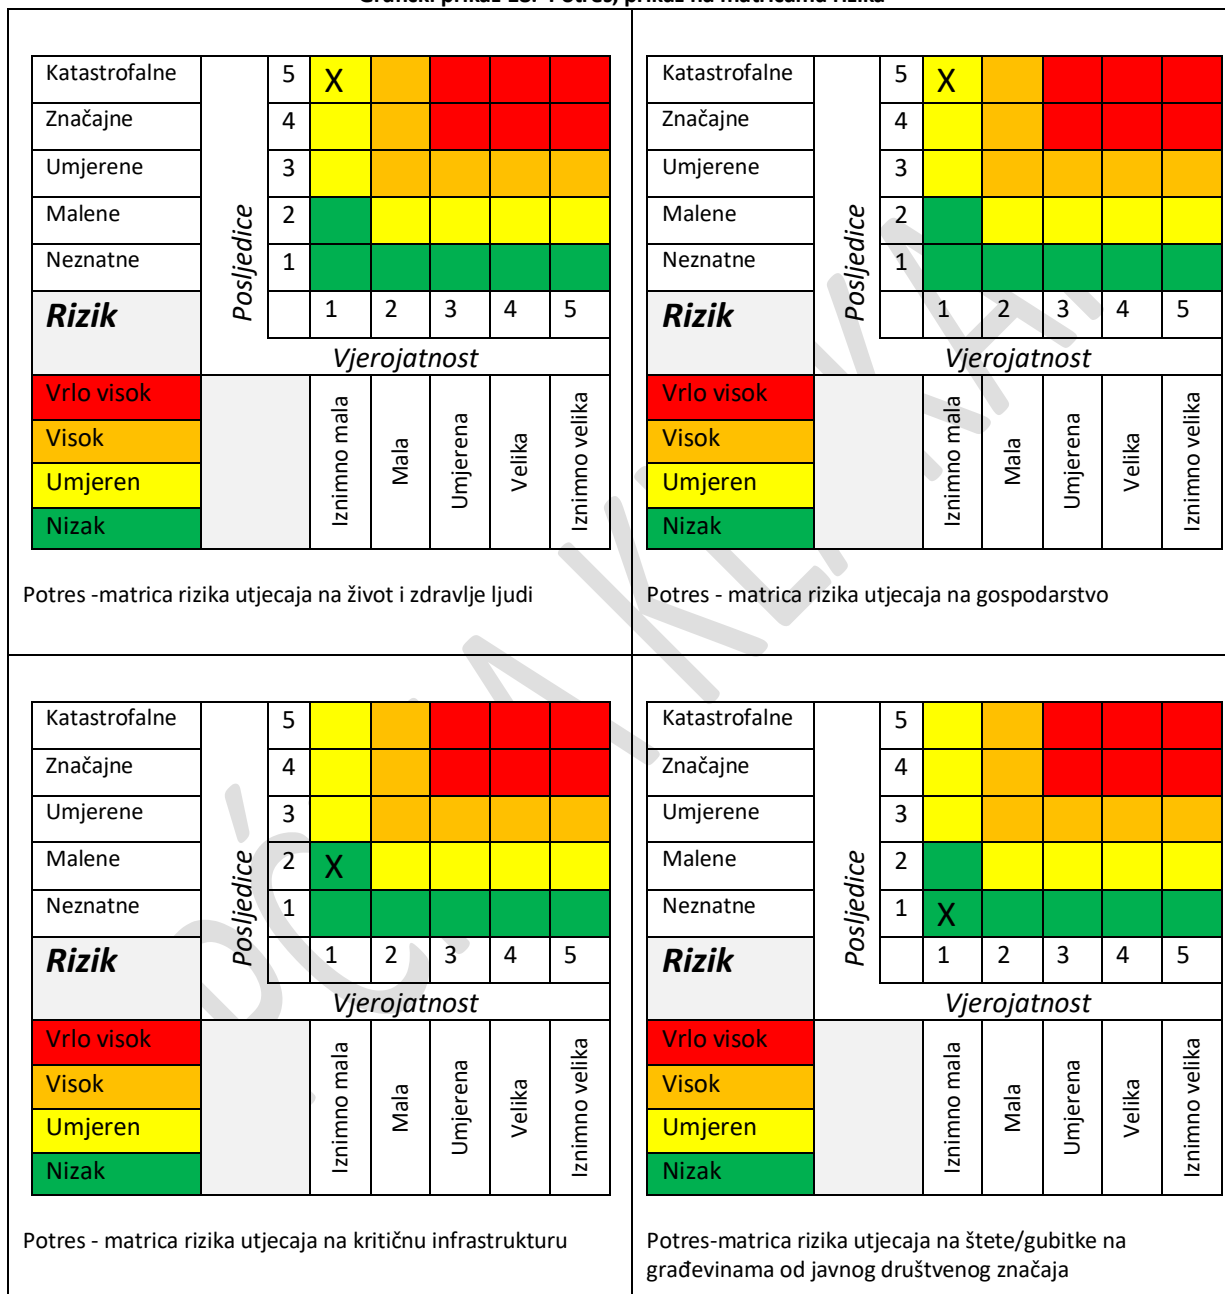 prikaz na matricama rizika
Katastrofalne 5 X
Značajne 4
Umjerene 3
Malene 2
Neznatne 1
Posljedice
Rizik 1 2 3 4 5
Vjerojatnost
Vrlo visok
Visok
Umjeren
Nizak
Iznimno mala
Mala
Umjerena
Velika
Iznimno velika
Potres -matrica rizika utjecaja na život i zdravlje ljudi
Katastrofalne 5 X
Značajne 4
Umjerene 3
Malene 2
Neznatne 1
Posljedice
Rizik 1 2 3 4 5
Vjerojatnost
Vrlo visok
Visok
Umjeren
Nizak
Iznimno mala
Mala
Umjerena
Velika
Iznimno velika
Potres - matrica rizika utjecaja na gospodarstvo
Katastrofalne 5
Značajne 4
Umjerene 3
Malene 2 X
Neznatne 1
Posljedice
Rizik 1 2 3 4 5
Vjerojatnost
Vrlo visok
Visok
Umjeren
Nizak
Iznimno mala
Mala
Umjerena
Velika
Iznimno velika
Potres - matrica rizika utjecaja na kritičnu infrastrukturu
Katastrofalne 5
Značajne 4
Umjerene 3
Malene 2
Neznatne 1 X
Posljedice
Rizik 1 2 3 4 5
Vjerojatnost
Vrlo visok
Visok
Umjeren
Nizak
Iznimno mala
Mala
Umjerena
Velika
Iznimno velika
Potres-matrica rizika utjecaja na štete/gubitke na
građevinama od javnog društvenog značaja